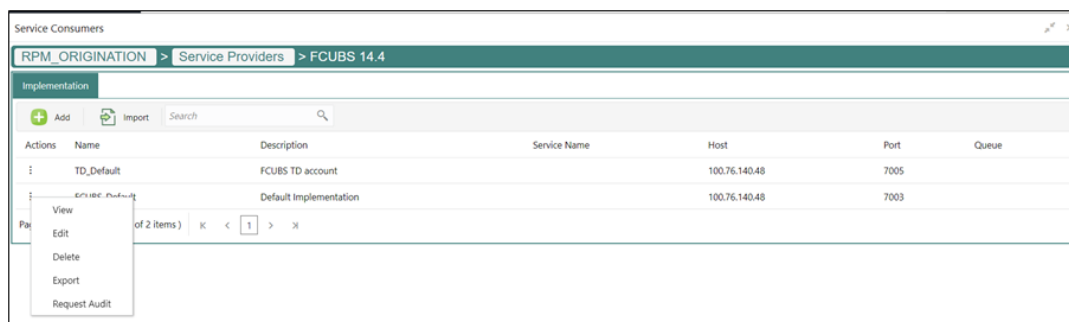 Service Consumers
RPM_ORIGINATION > Service Providers > FCUBS 14.4
Implementation
Add Import Search
Actions Name Description Service Name Host Port Queue
TD_Default FCUBS TD account 100.76.140.48 7005
FCUBS_Default Default Implementation 100.76.140.48 7003
of 2 items ) 1
View
Edit
Delete
Export
Request Audit